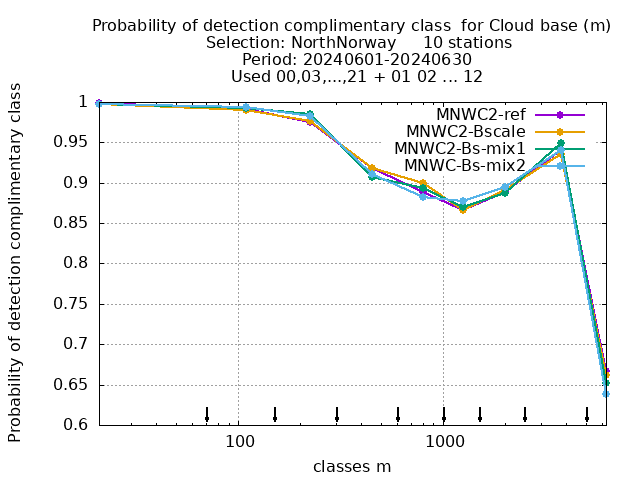 Probability of detection complimentary class  for Cloud base (m)
Selection: NorthNorway     10 stations
Period: 20240601-20240630
Used 00,03,...,21 + 01 02 ... 12
Probability of detection complimentary class
1
0.95
0.9
0.85
0.8
0.75
0.7
0.65
0.6
MNWC2-ref
MNWC2-Bscale
MNWC2-Bs-mix1
MNWC-Bs-mix2
100
1000
classes m